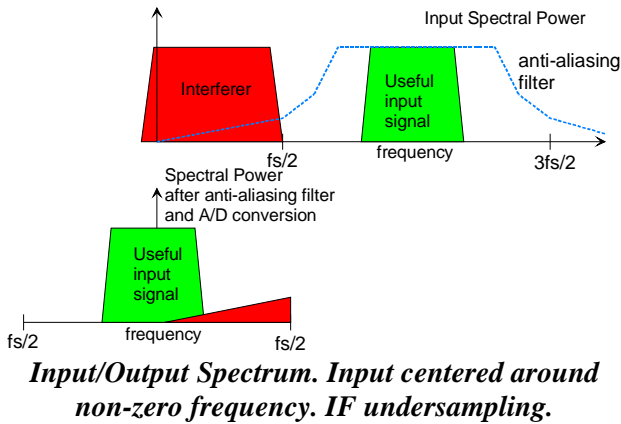 Input Spectral Power
anti-aliasing
filter
Interferer
Useful
input
signal
fs/2
frequency
3fs/2
Spectral Power
after anti-aliasing filter
and A/D conversion
Useful
input
signal
fs/2
frequency
fs/2
Input/Output Spectrum. Input centered around
non-zero frequency. IF undersampling.